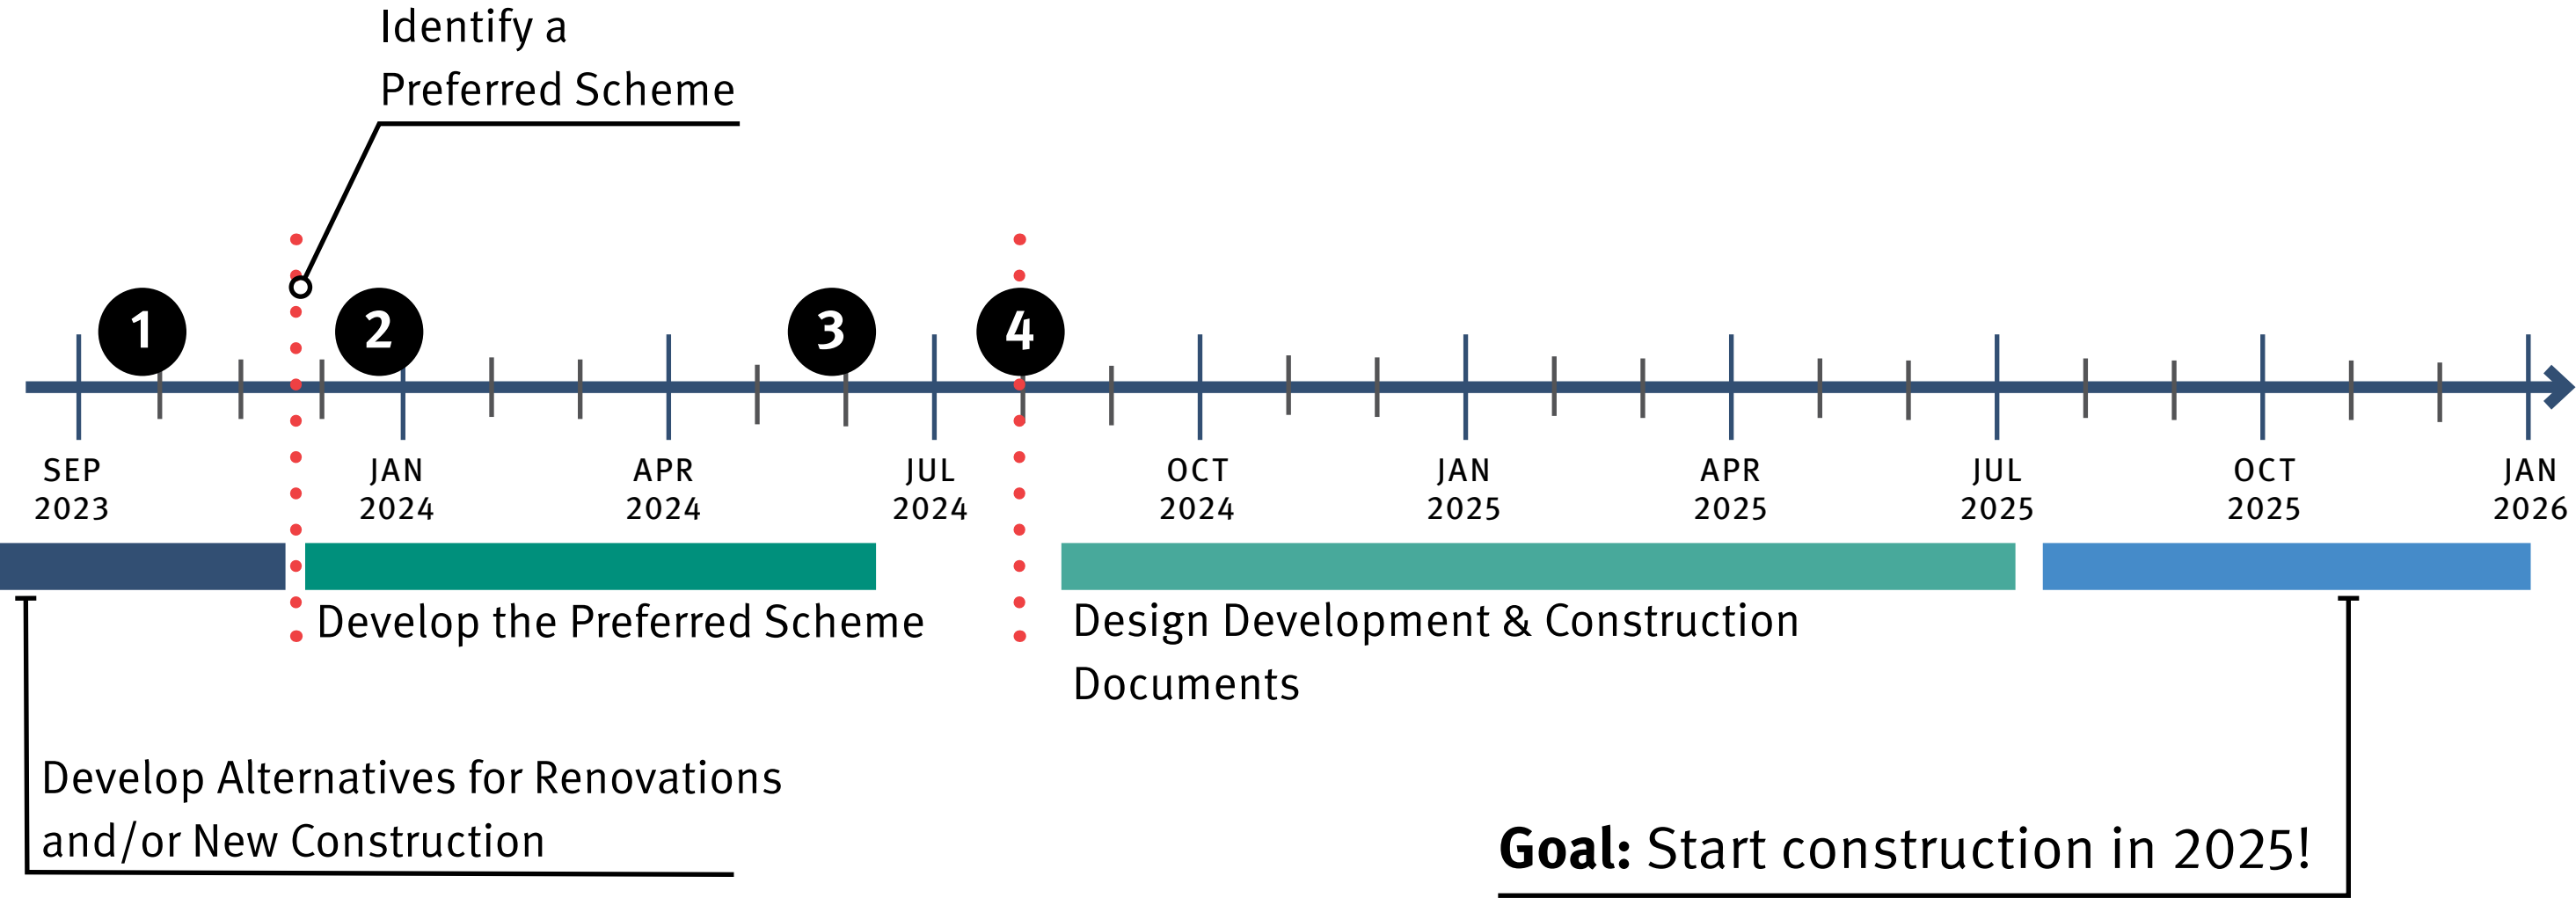 Identify a
Preferred Scheme
1
2
3
4
SEP
2023
JAN
2024
APR
2024
JUL
2024
OCT
2024
JAN
2025
APR
2025
JUL
2025
OCT
2025
JAN
2026
Develop the Preferred Scheme
Design Development & Construction
Documents
Develop Alternatives for Renovations
and/or New Construction
Goal: Start construction in 2025!